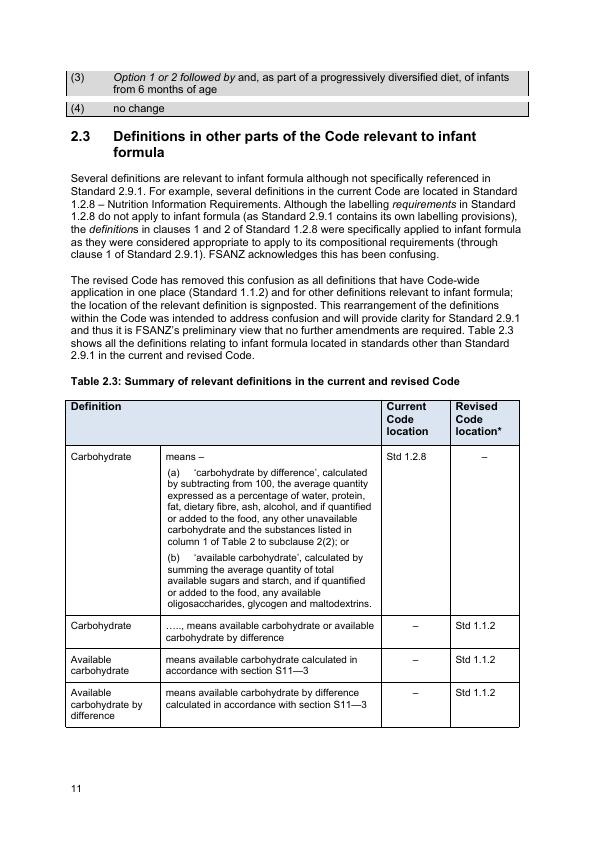 (3) Option 1 or 2 followed by and, as part of a progressively diversified diet, of infants
from 6 months of age
(4) no change
2.3 Definitions in other parts of the Code relevant to infant
formula
Several definitions are relevant to infant formula although not specifically referenced in
Standard 2.9.1. For example, several definitions in the current Code are located in Standard
1.2.8 – Nutrition Information Requirements. Although the labelling requirements in Standard
1.2.8 do not apply to infant formula (as Standard 2.9.1 contains its own labelling provisions),
the definitions in clauses 1 and 2 of Standard 1.2.8 were specifically applied to infant formula
as they were considered appropriate to apply to its compositional requirements (through
clause 1 of Standard 2.9.1). FSANZ acknowledges this has been confusing.
The revised Code has removed this confusion as all definitions that have Code-wide
application in one place (Standard 1.1.2) and for other definitions relevant to infant formula;
the location of the relevant definition is signposted. This rearrangement of the definitions
within the Code was intended to address confusion and will provide clarity for Standard 2.9.1
and thus it is FSANZ's preliminary view that no further amendments are required. Table 2.3
shows all the definitions relating to infant formula located in standards other than Standard
2.9.1 in the current and revised Code.
Table 2.3: Summary of relevant definitions in the current and revised Code
Definition
Current
Code
location
Revised
Code
location*
Carbohydrate
means –
(a) 'carbohydrate by difference', calculated
by subtracting from 100, the average quantity
expressed as a percentage of water, protein,
fat, dietary fibre, ash, alcohol, and if quantified
or added to the food, any other unavailable
carbohydrate and the substances listed in
column 1 of Table 2 to subclause 2(2); or
(b) 'available carbohydrate', calculated by
summing the average quantity of total
available sugars and starch, and if quantified
or added to the food, any available
oligosaccharides, glycogen and maltodextrins.
Std 1.2.8
–
Carbohydrate
….., means available carbohydrate or available
carbohydrate by difference
–
Std 1.1.2
Available
carbohydrate
means available carbohydrate calculated in
accordance with section S11—3
–
Std 1.1.2
Available
carbohydrate by
difference
means available carbohydrate by difference
calculated in accordance with section S11—3
–
Std 1.1.2
11